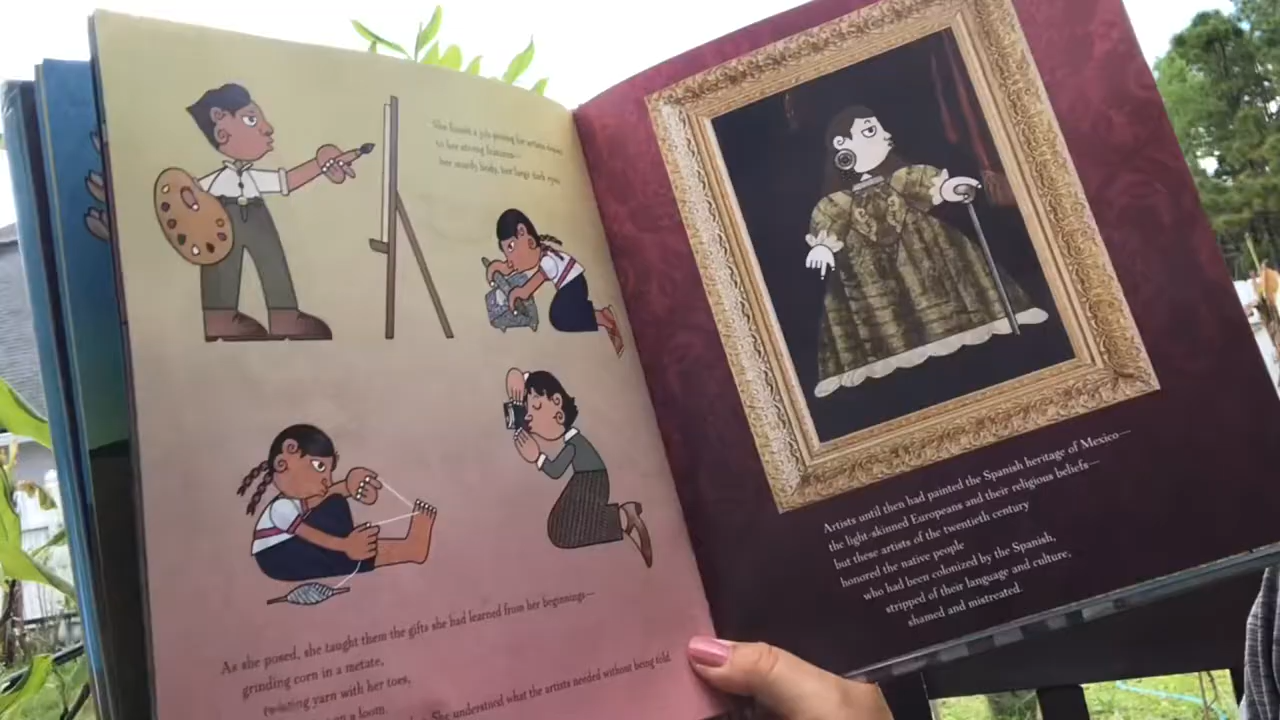 She found a job posing for artists drawn
to her strong features—
her sturdy body, her large dark eyes.
As she posed, she taught them the gifts she had learned from her beginnings—
grinding corn in a metate,
twisting yarn with her toes,
on a loom.
She understood what the artists needed without being told.
Artists until then had painted the Spanish heritage of Mexico—
the light-skinned Europeans and their religious beliefs—
but these artists of the twentieth century
honored the native people
who had been colonized by the Spanish,
stripped of their language and culture,
shamed and mistreated.